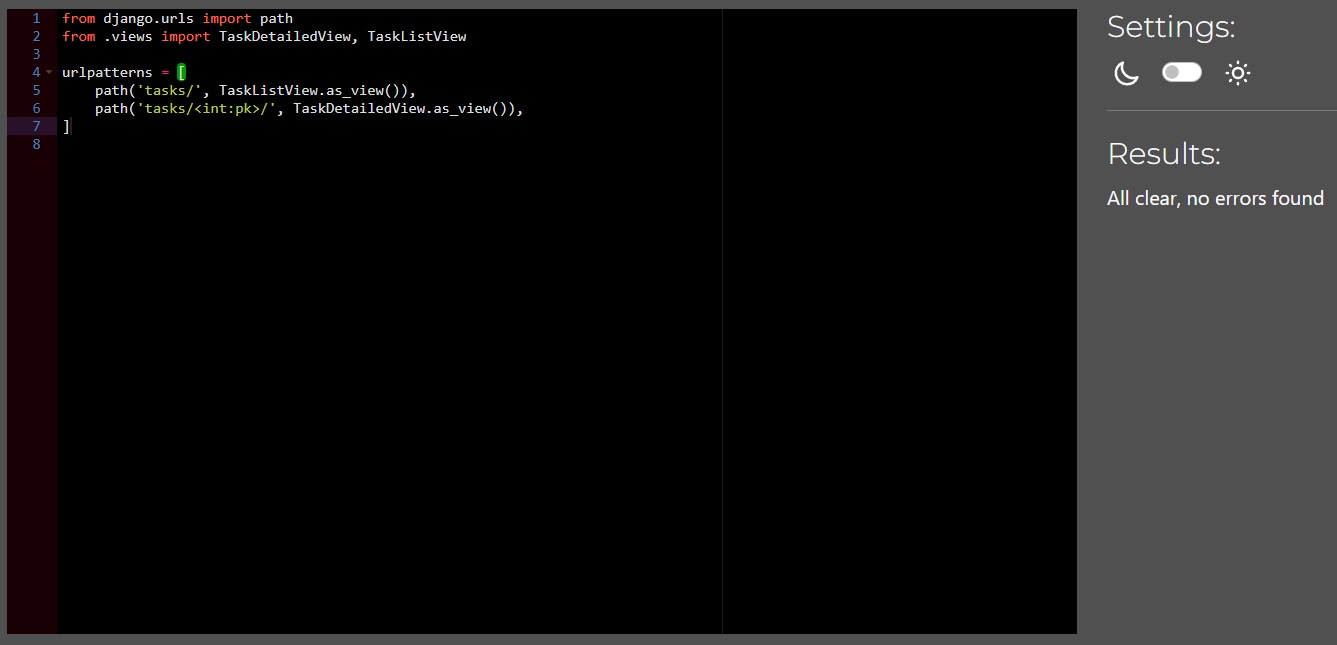 1 from django.urls import path
2 from .views import TaskDetailedView, TaskListView
3
4 urlpatterns = [
5     path('tasks/', TaskListView.as_view()),
6     path('tasks/<int:pk>/', TaskDetailedView.as_view()),
7 ]
8
Settings:
Results:
All clear, no errors found